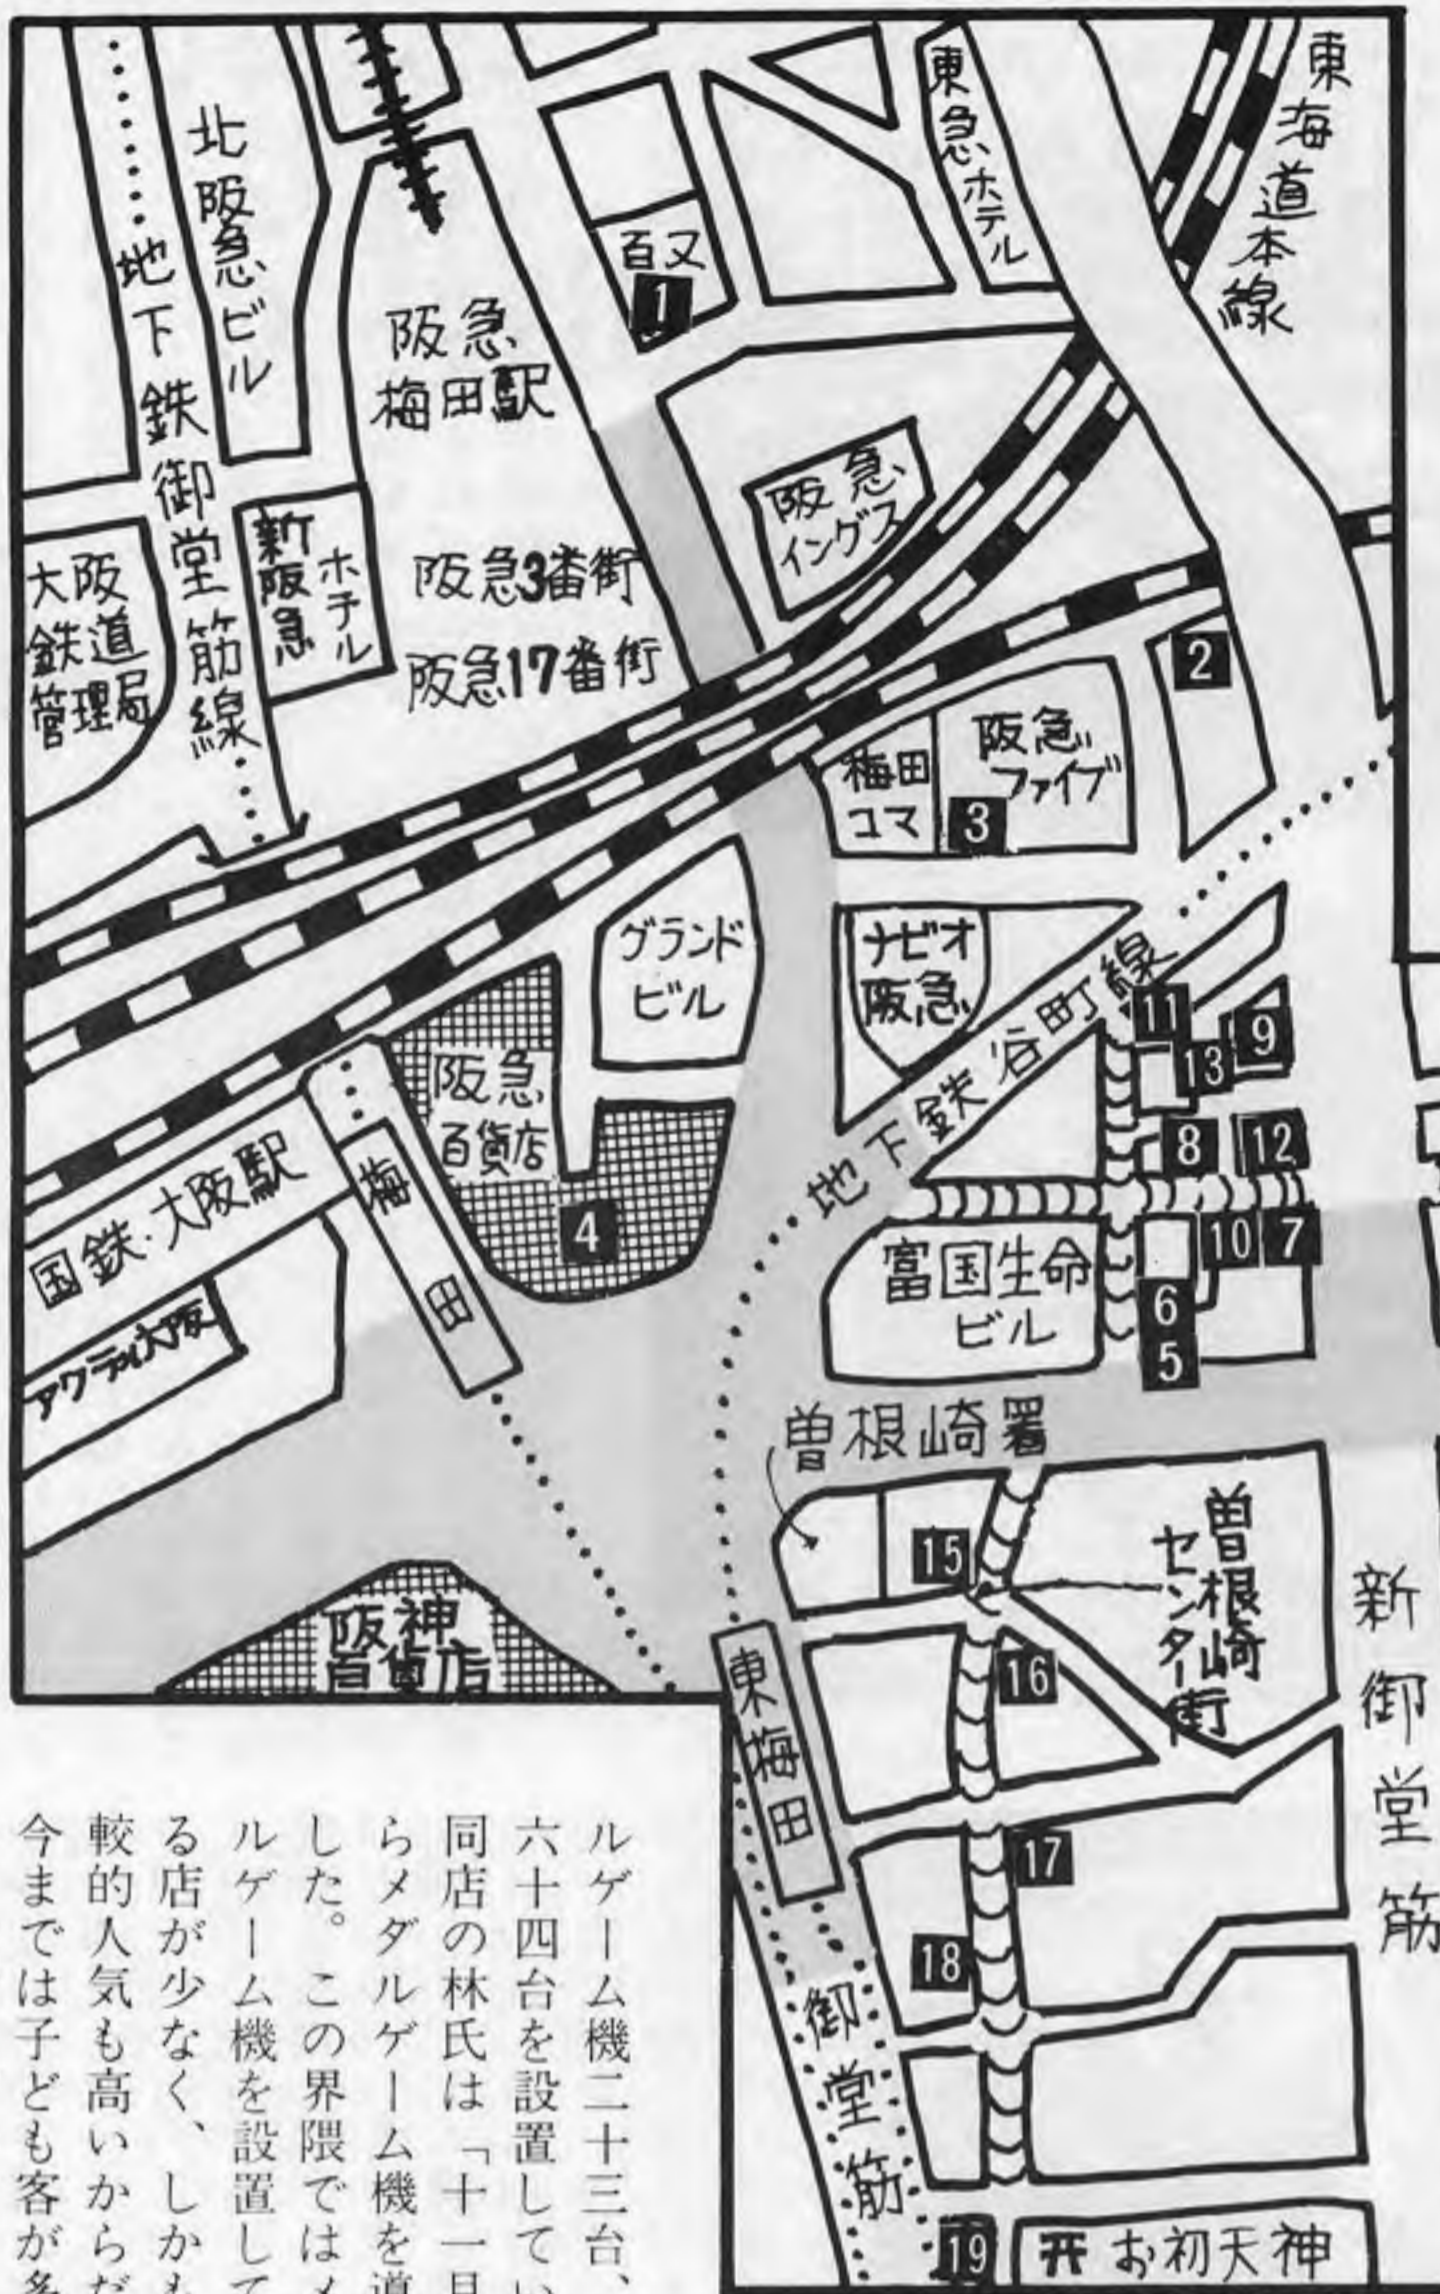 東海道本線
東急ホテル
北阪急ビル
百又
1
阪急
梅田駅
地下鉄御堂筋線
阪急
イングス
新阪急
ホテル
阪急3番街
阪急17番街
大阪
鉄道
管理局
2
梅田
コマ
阪急
ファイブ
3
グランド
ビル
ナビオ
阪急
地下鉄谷町線
11
13
9
8
12
10
7
6
5
阪急
百貨店
4
梅田
国鉄・大阪駅
アクティ大阪
富国生命
ビル
曽根崎署
15
曽根崎
センター街
新御堂筋
阪神
百貨店
東梅田
16
17
18
御堂筋
19
お初天神
ルゲーム機二十三台、
六十四台を設置してい
同店の林氏は「十一月
らメダルゲーム機を導
した。この界隈ではメ
ルゲーム機を設置して
る店が少なく、しかも
較的人気も高いからだ
今までは子ども客が多